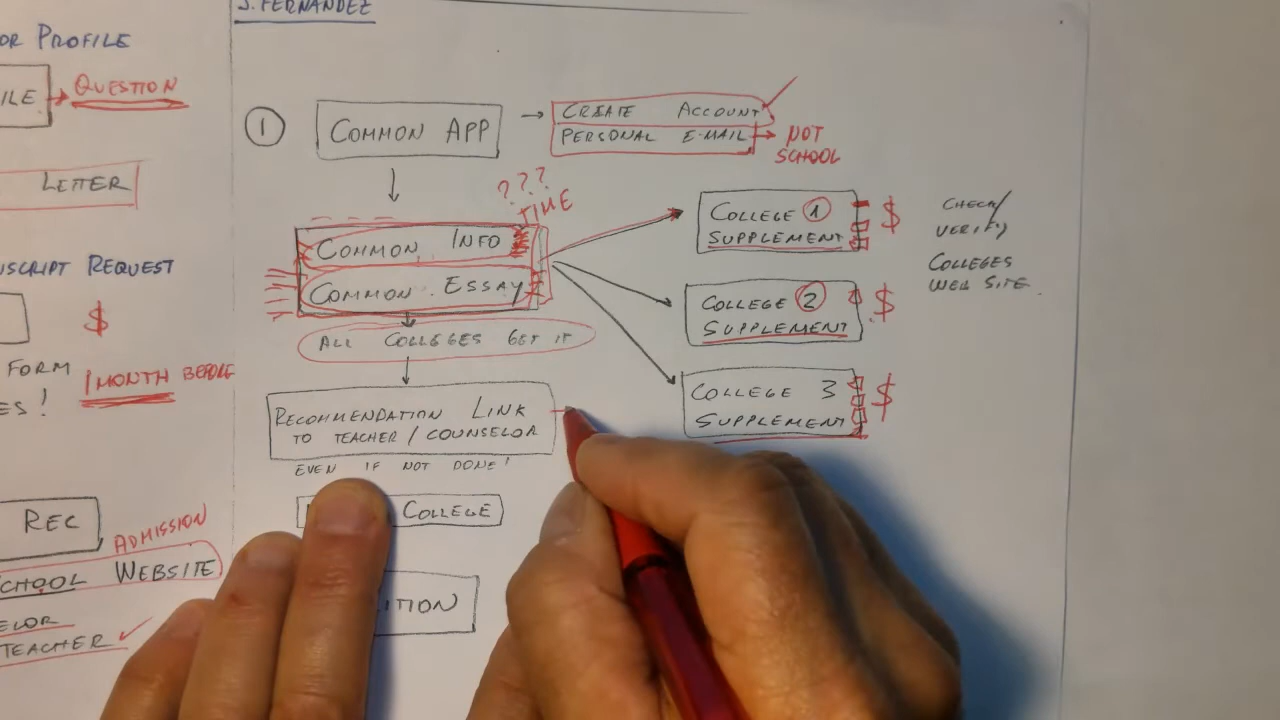 J. FERNANDEZ
OR PROFILE
ILE
QUESTION
LETTER
NUSCRIPT REQUEST
$
FORM
1 MONTH BEFORE
ES!
REC
ADMISSION
SCHOOL WEBSITE
ELOR
TEACHER
1
COMMON APP
CREATE ACCOUNT
PERSONAL E-MAIL
NOT
SCHOOL
???
TIME
COMMON INFO
COMMON ESSAY
ALL COLLEGES GET IT
RECOMMENDATION LINK
TO TEACHER / COUNSELOR
EVEN IF NOT DONE!
COLLEGE
ITION
COLLEGE 1
SUPPLEMENT
$
COLLEGE 2
SUPPLEMENT
$
COLLEGE 3
SUPPLEMENT
$
CHECK/
VERIFY
COLLEGES
WEB SITE.